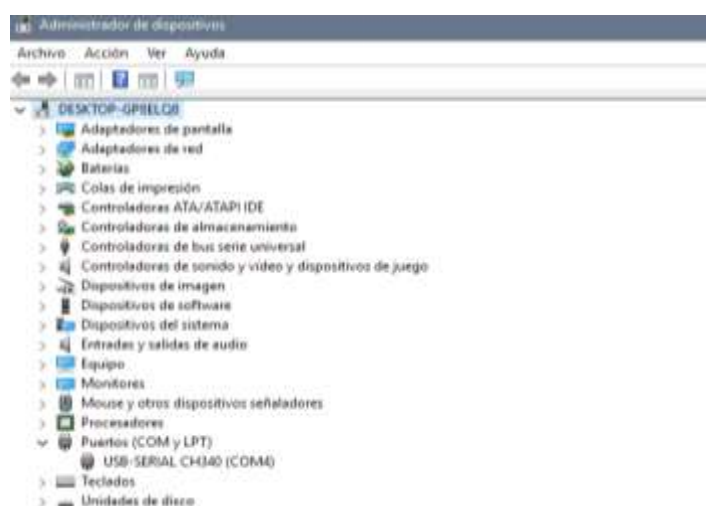 Administrador de dispositivos
Archivo Acción Ver Ayuda
DESKTOP-GP8ELQ8
Adaptadores de pantalla
Adaptadores de red
Baterías
Colas de impresión
Controladoras ATA/ATAPI IDE
Controladoras de almacenamiento
Controladoras de bus serie universal
Controladoras de sonido y vídeo y dispositivos de juego
Dispositivos de imagen
Dispositivos de software
Dispositivos del sistema
Entradas y salidas de audio
Equipo
Monitores
Mouse y otros dispositivos señaladores
Procesadores
Puertos (COM y LPT)
USB-SERIAL CH340 (COM4)
Teclados
Unidades de disco